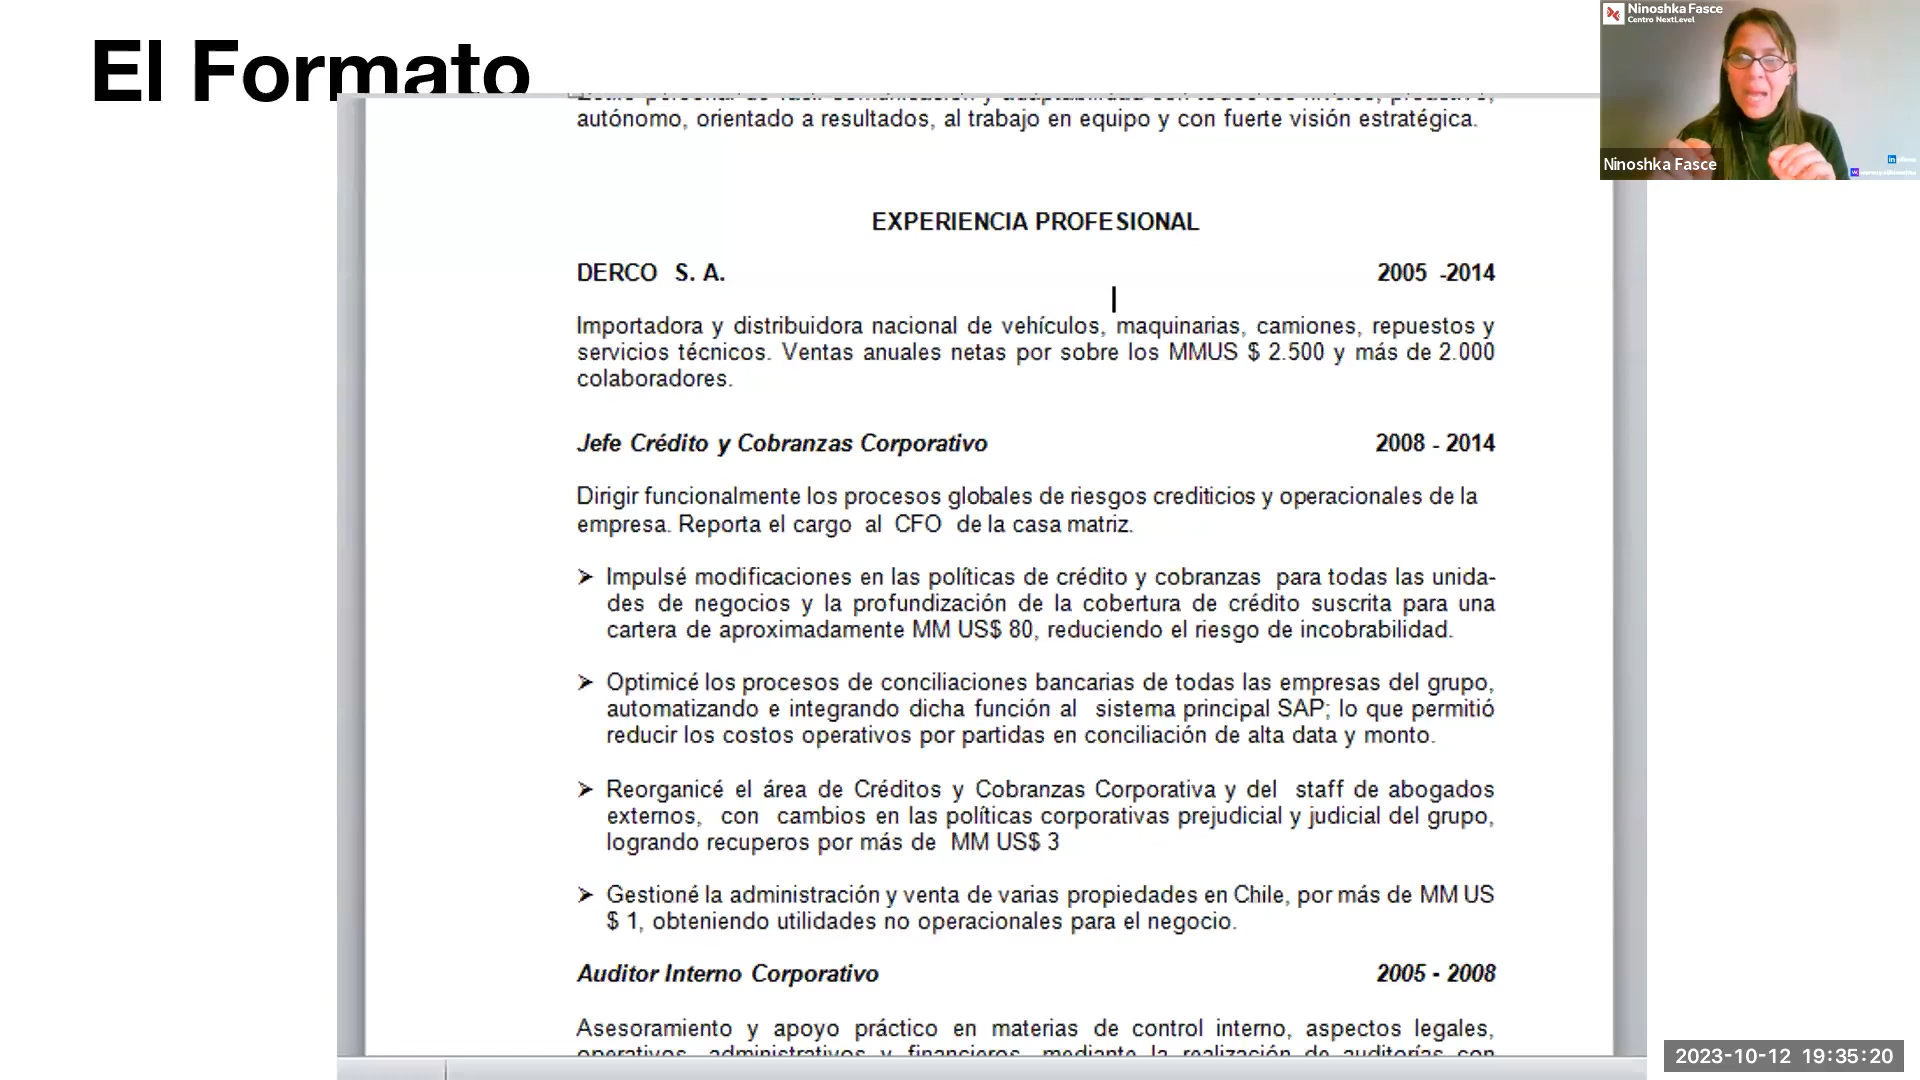 El Formato
Ninoshka Fasce
Centro NextLevel
Ninoshka Fasce
autónomo, orientado a resultados, al trabajo en equipo y con fuerte visión estratégica.
EXPERIENCIA PROFESIONAL
DERCO S. A. 2005 -2014
Importadora y distribuidora nacional de vehículos, maquinarias, camiones, repuestos y
servicios técnicos. Ventas anuales netas por sobre los MMUS $ 2.500 y más de 2.000
colaboradores.
Jefe Crédito y Cobranzas Corporativo 2008 - 2014
Dirigir funcionalmente los procesos globales de riesgos crediticios y operacionales de la
empresa. Reporta el cargo al CFO de la casa matriz.
➢ Impulsé modificaciones en las políticas de crédito y cobranzas para todas las unida-
des de negocios y la profundización de la cobertura de crédito suscrita para una
cartera de aproximadamente MM US$ 80, reduciendo el riesgo de incobrabilidad.
➢ Optimicé los procesos de conciliaciones bancarias de todas las empresas del grupo,
automatizando e integrando dicha función al sistema principal SAP; lo que permitió
reducir los costos operativos por partidas en conciliación de alta data y monto.
➢ Reorganicé el área de Créditos y Cobranzas Corporativa y del staff de abogados
externos, con cambios en las políticas corporativas prejudicial y judicial del grupo,
logrando recuperos por más de MM US$ 3
➢ Gestioné la administración y venta de varias propiedades en Chile, por más de MM US
$ 1, obteniendo utilidades no operacionales para el negocio.
Auditor Interno Corporativo 2005 - 2008
Asesoramiento y apoyo práctico en materias de control interno, aspectos legales,
operativos, administrativos y financieros, mediante la realización de auditorías con
2023-10-12 19:35:20